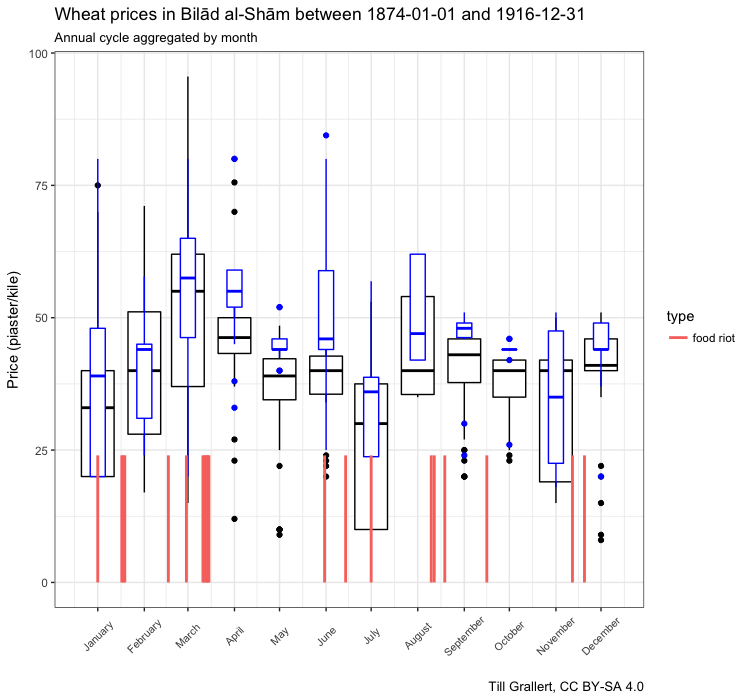 Wheat prices in Bilād al-Shām between 1874-01-01 and 1916-12-31
Annual cycle aggregated by month
Price (piaster/kile)
100
75
50
25
0
January
February
March
April
May
June
July
August
September
October
November
December
type
food riot
Till Grallert, CC BY-SA 4.0